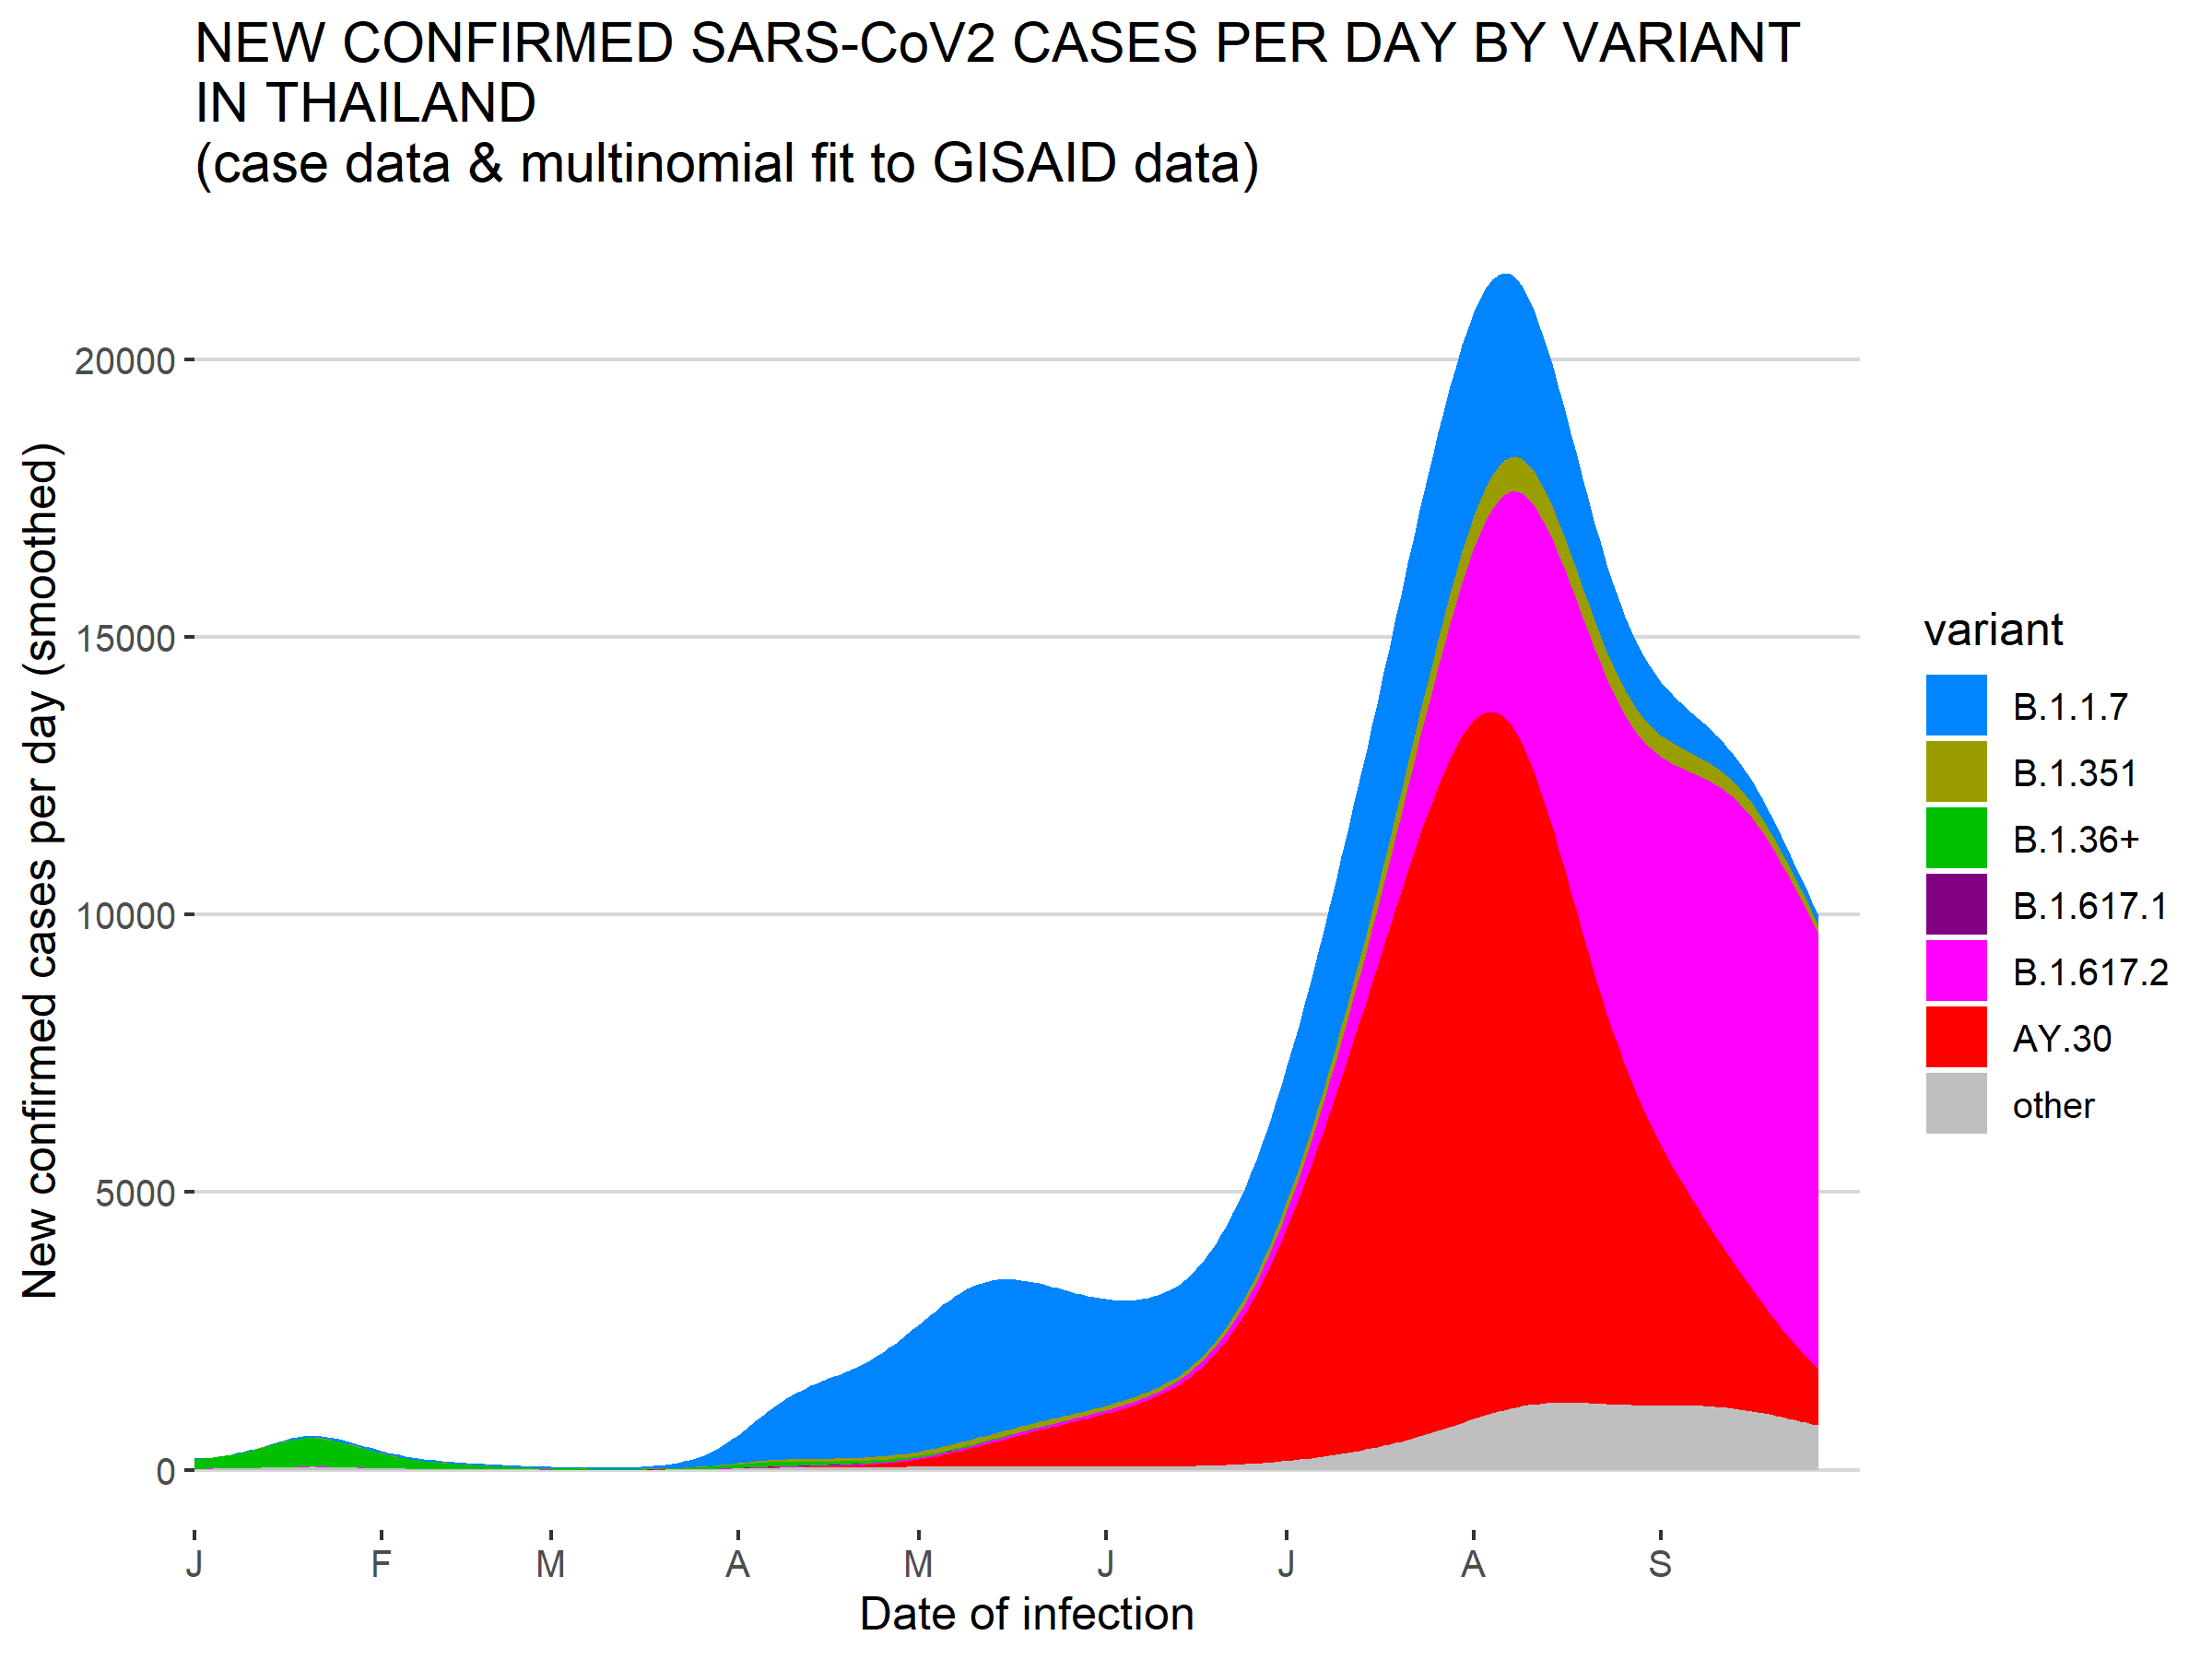 NEW CONFIRMED SARS-CoV2 CASES PER DAY BY VARIANT
IN THAILAND
(case data & multinomial fit to GISAID data)
New confirmed cases per day (smoothed)
20000
15000
10000
5000
0
J F M A M J J A S
Date of infection
variant
B.1.1.7
B.1.351
B.1.36+
B.1.617.1
B.1.617.2
AY.30
other